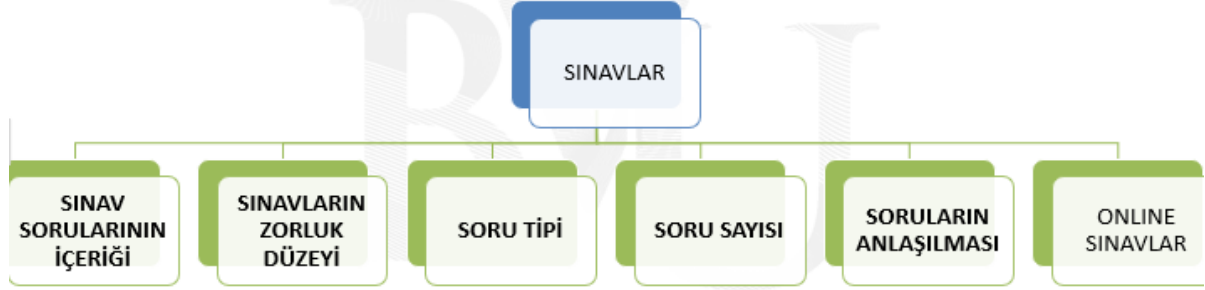 SINAVLAR
SINAV
SORULARININ
İÇERİĞİ
SINAVLARIN
ZORLUK
DÜZEYİ
SORU TİPİ
SORU SAYISI
SORULARIN
ANLAŞILMASI
ONLINE
SINAVLAR